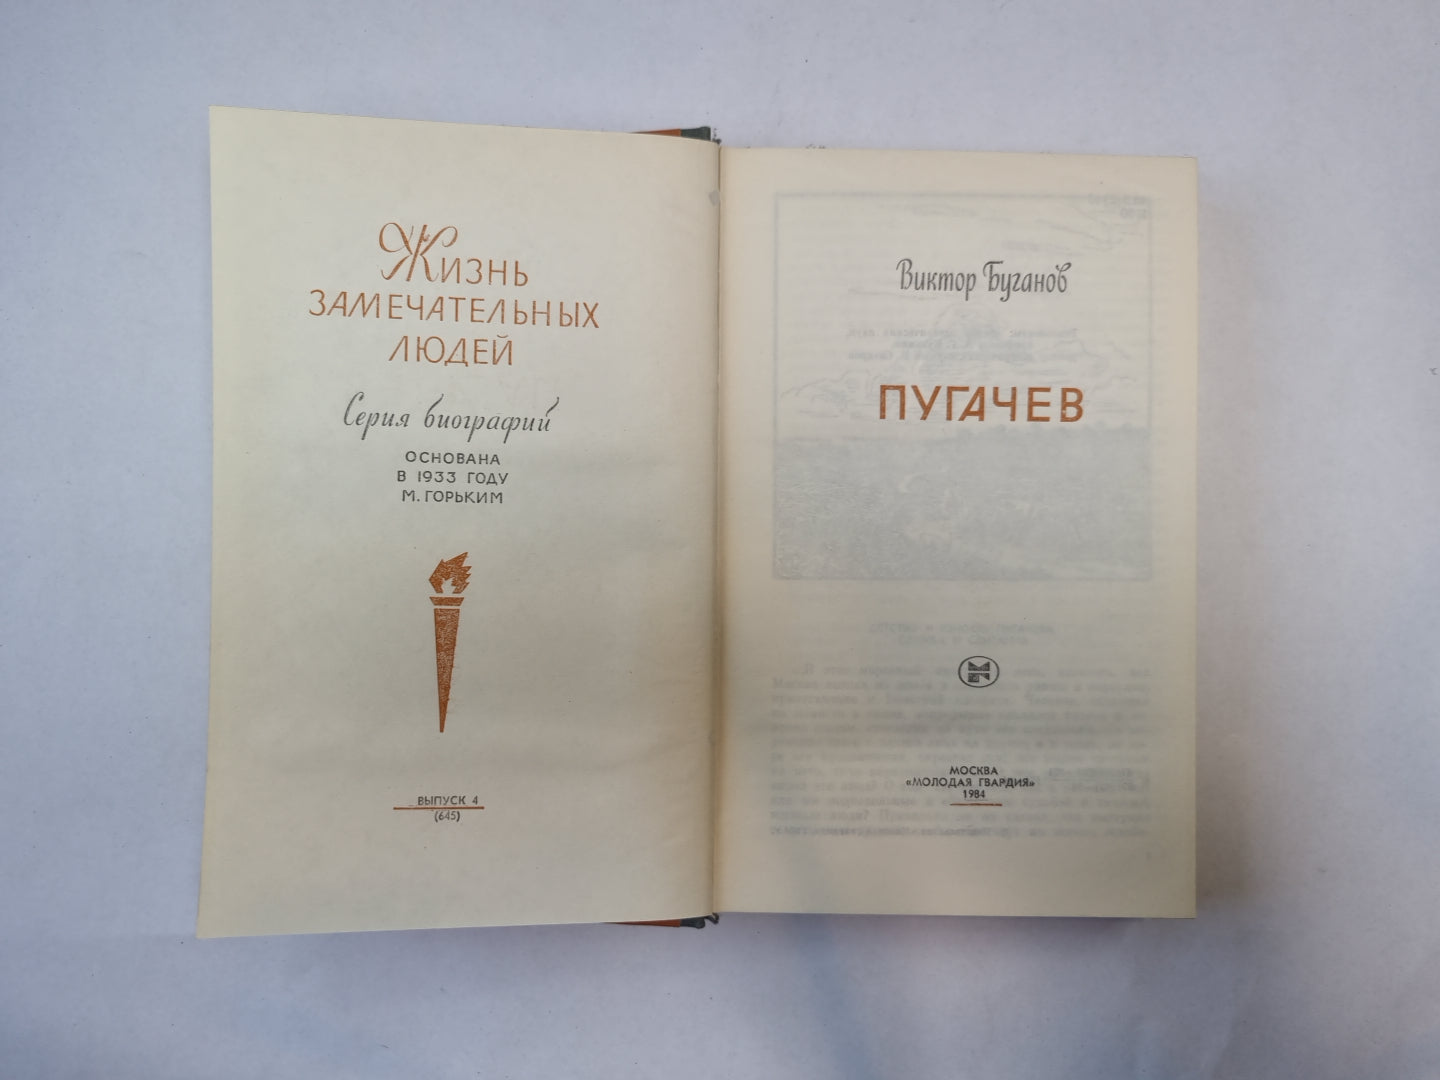 Жизнь
ЗАМЕЧАТЕЛЬНЫХ
ЛЮДЕЙ
Серия биографий
ОСНОВАНА
В 1933 ГОДУ
М. ГОРЬКИМ
ВЫПУСК 4
(645)
Виктор Буганов
ПУГАЧЕВ
МОСКВА
«МОЛОДАЯ ГВАРДИЯ»
1984